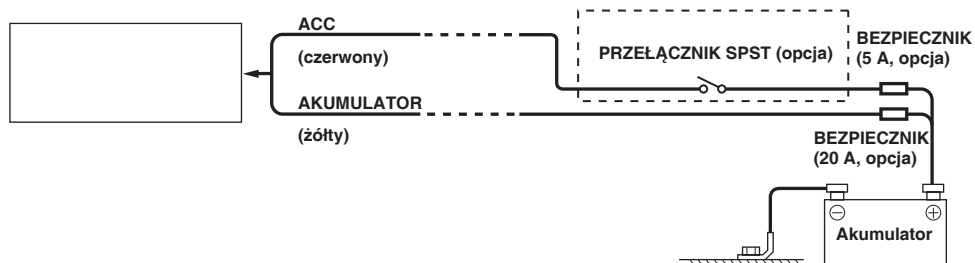 ACC
(czerwony)
PRZEŁĄCZNIK SPST (opcja)
BEZPIECZNIK
(5 A, opcja)
AKUMULATOR
(żółty)
BEZPIECZNIK
(20 A, opcja)
Akumulator